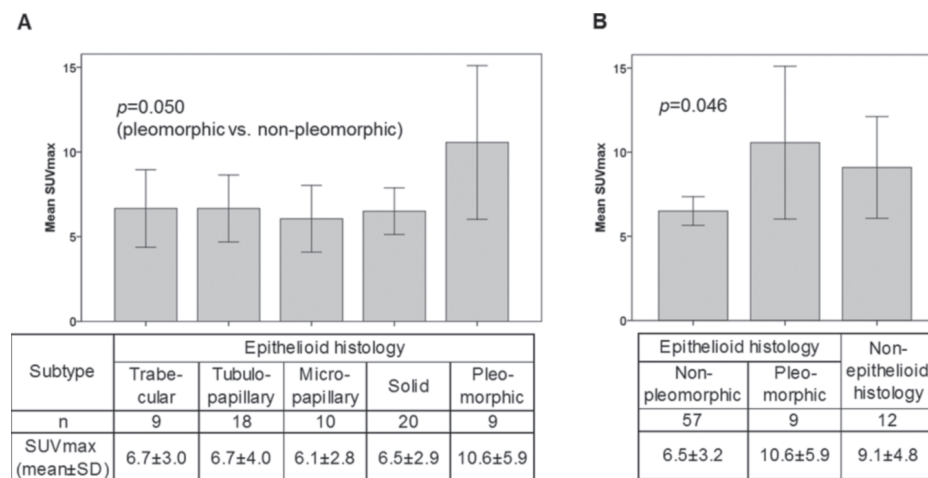 A
15
10
5
0
Mean SUVmax
p=0.050
(pleomorphic vs. non-pleomorphic)
Subtype
Epithelioid histology
Trabe-
cular
Tubulo-
papillary
Micro-
papillary
Solid
Pleo-
morphic
n
9
18
10
20
9
SUVmax
(mean±SD)
6.7±3.0
6.7±4.0
6.1±2.8
6.5±2.9
10.6±5.9
B
15
10
5
0
Mean SUVmax
p=0.046
Epithelioid histology
Non-
pleomorphic
Pleo-
morphic
Non-
epithelioid
histology
57
9
12
6.5±3.2
10.6±5.9
9.1±4.8